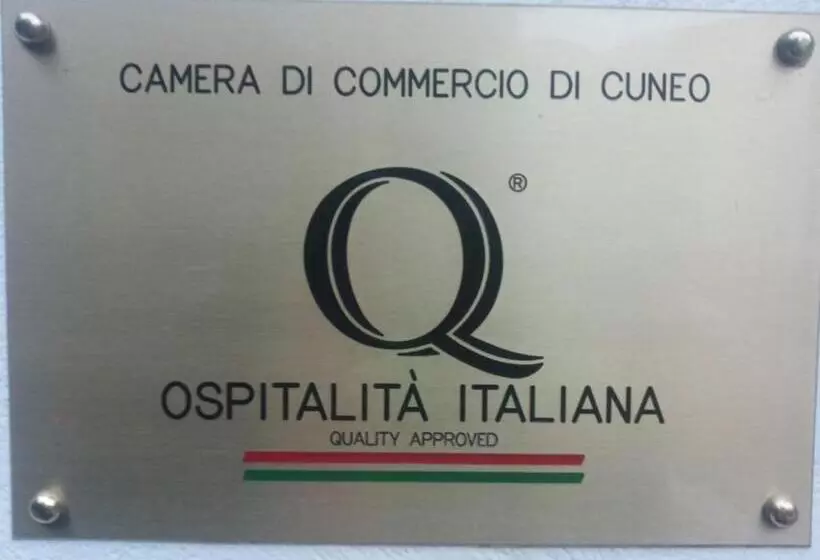 CAMERA DI COMMERCIO DI CUNEO
Q ®
OSPITALITÀ ITALIANA
QUALITY APPROVED